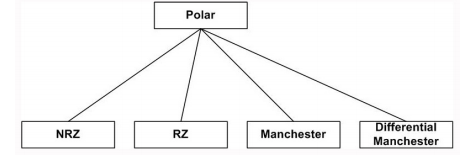 Polar
NRZ
RZ
Manchester
Differential
Manchester